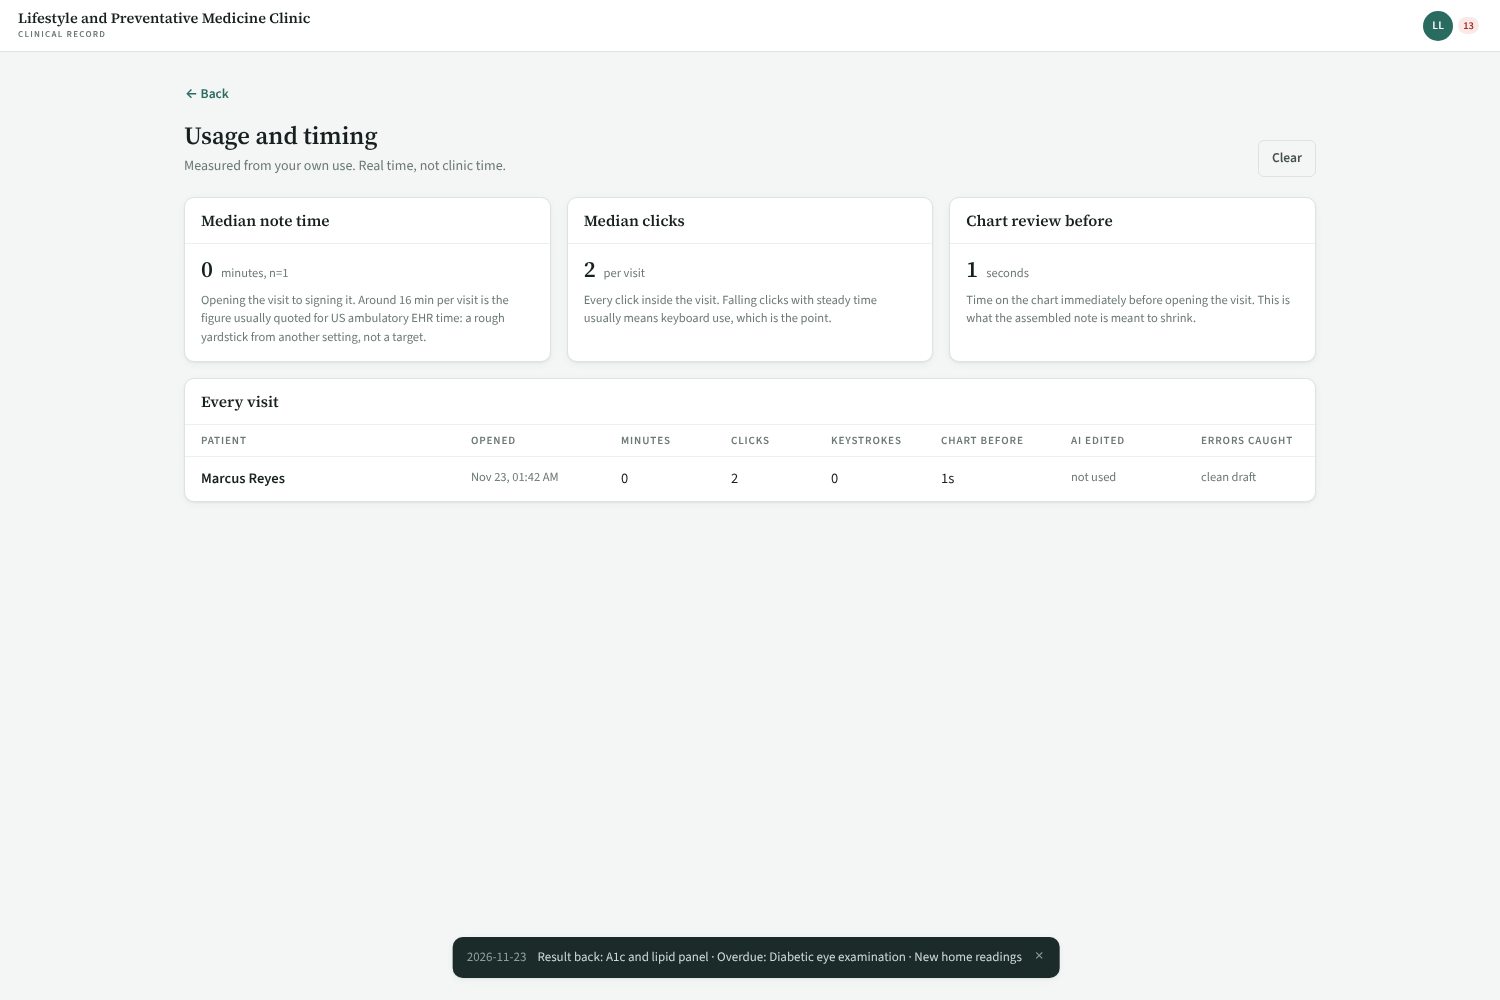 Lifestyle and Preventative Medicine Clinic
CLINICAL RECORD
LL 13
← Back
Usage and timing
Measured from your own use. Real time, not clinic time.
Clear
Median note time
0 minutes, n=1
Opening the visit to signing it. Around 16 min per visit is the
figure usually quoted for US ambulatory EHR time: a rough
yardstick from another setting, not a target.
Median clicks
2 per visit
Every click inside the visit. Falling clicks with steady time
usually means keyboard use, which is the point.
Chart review before
1 seconds
Time on the chart immediately before opening the visit. This is
what the assembled note is meant to shrink.
Every visit
PATIENT OPENED MINUTES CLICKS KEYSTROKES CHART BEFORE AI EDITED ERRORS CAUGHT
Marcus Reyes Nov 23, 01:42 AM 0 2 0 1s not used clean draft
2026-11-23 Result back: A1c and lipid panel · Overdue: Diabetic eye examination · New home readings ×